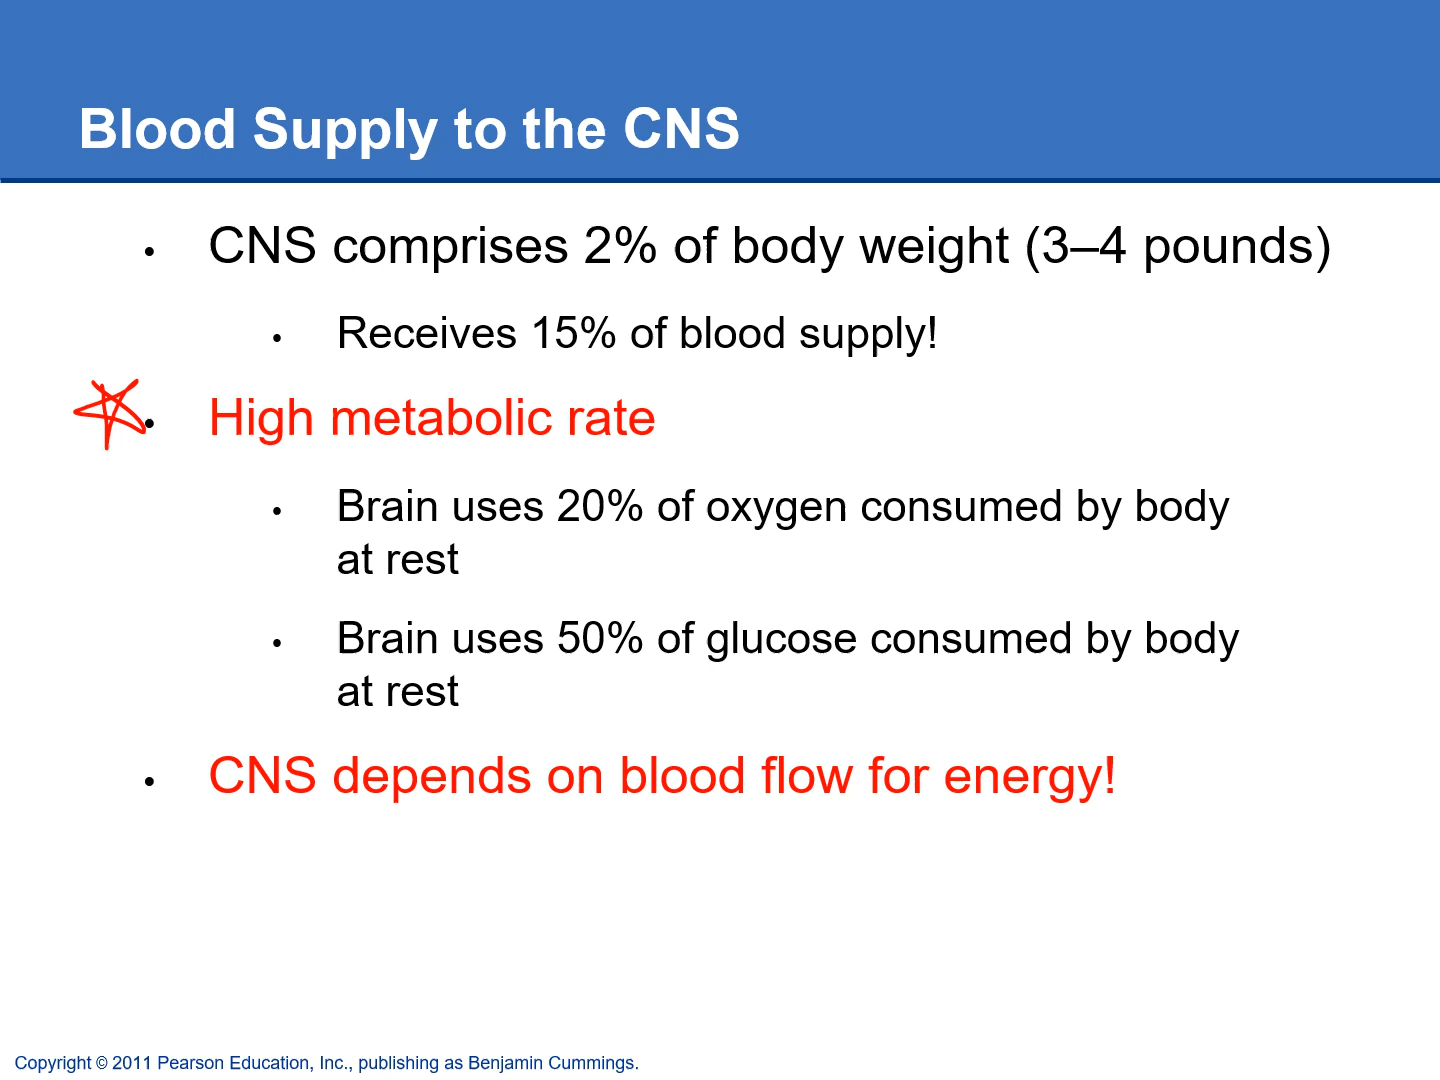 Blood Supply to the CNS
• CNS comprises 2% of body weight (3–4 pounds)
• Receives 15% of blood supply!
• High metabolic rate
• Brain uses 20% of oxygen consumed by body
at rest
• Brain uses 50% of glucose consumed by body
at rest
• CNS depends on blood flow for energy!
Copyright © 2011 Pearson Education, Inc., publishing as Benjamin Cummings.